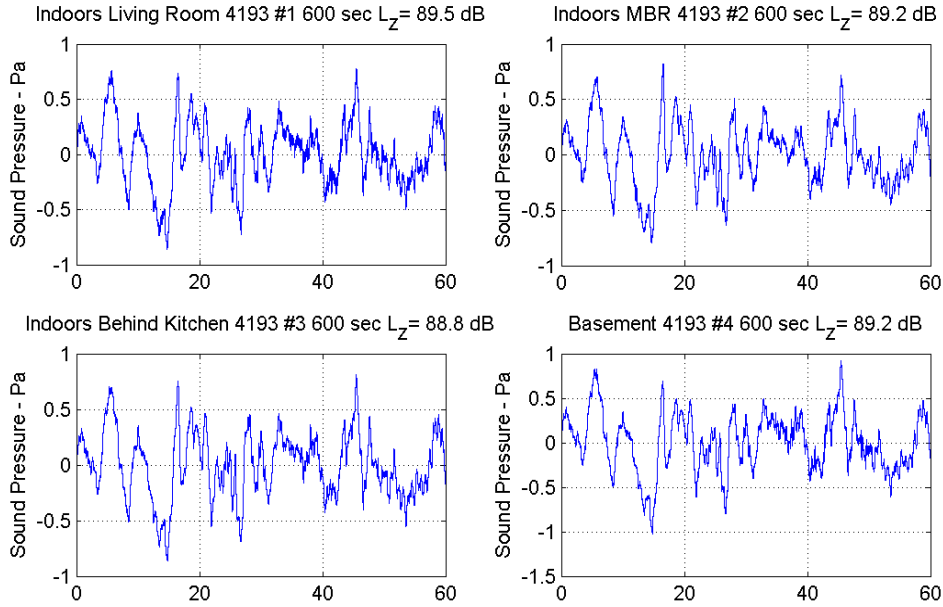 Indoors Living Room 4193 #1 600 sec LZ= 89.5 dB
Sound Pressure - Pa
1
0.5
0
-0.5
-1
0 20 40 60
Indoors MBR 4193 #2 600 sec LZ= 89.2 dB
Sound Pressure - Pa
1
0.5
0
-0.5
-1
0 20 40 60
Indoors Behind Kitchen 4193 #3 600 sec LZ= 88.8 dB
Sound Pressure - Pa
1
0.5
0
-0.5
-1
0 20 40 60
Basement 4193 #4 600 sec LZ= 89.2 dB
Sound Pressure - Pa
1
0.5
0
-0.5
-1
-1.5
0 20 40 60